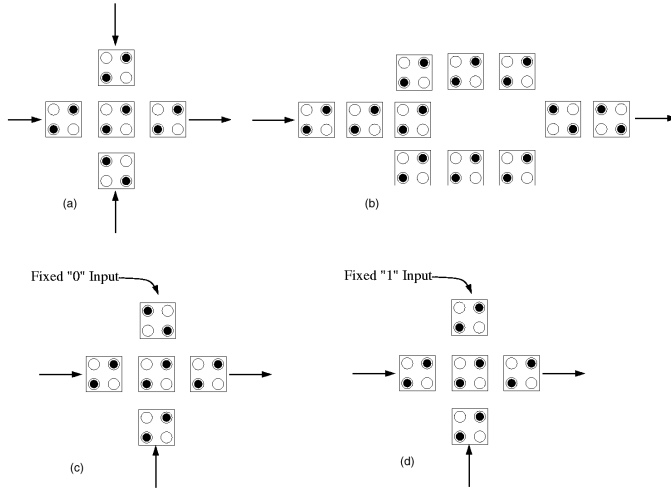 (a)
(b)
Fixed "0" Input
Fixed "1" Input
(c)
(d)